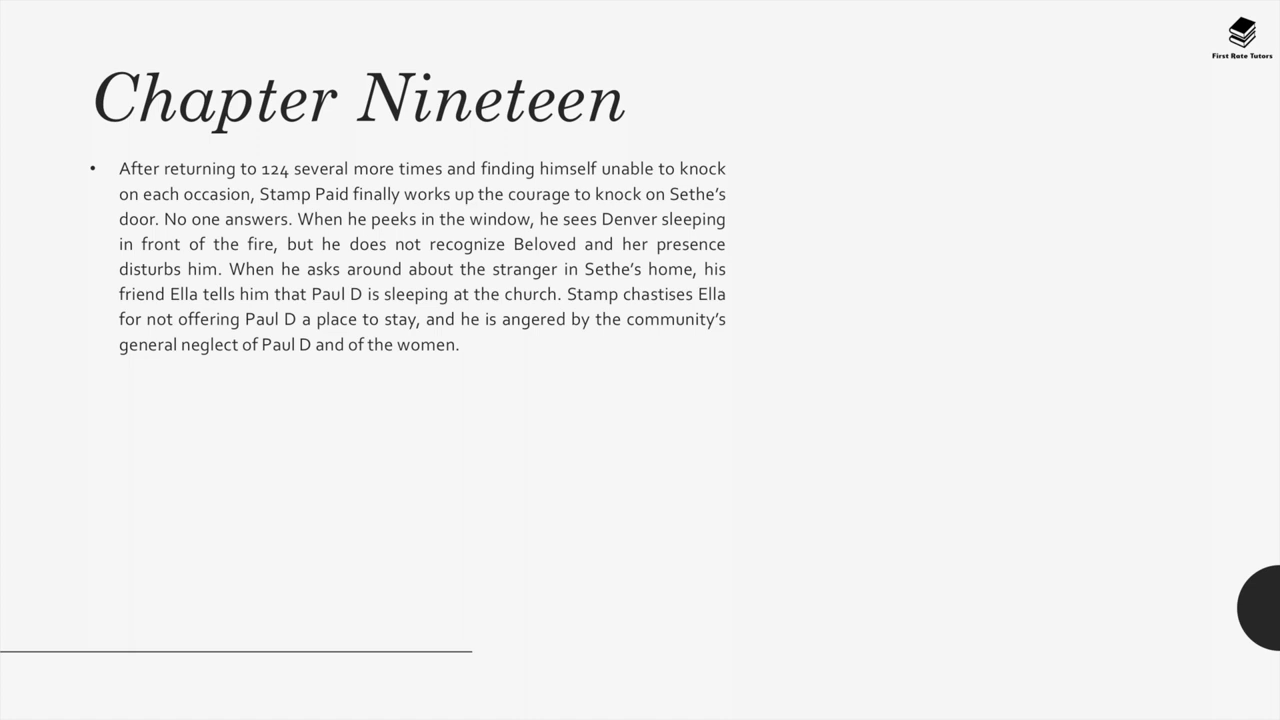 First Rate Tutors
Chapter Nineteen
• After returning to 124 several more times and finding himself unable to knock
on each occasion, Stamp Paid finally works up the courage to knock on Sethe’s
door. No one answers. When he peeks in the window, he sees Denver sleeping
in front of the fire, but he does not recognize Beloved and her presence
disturbs him. When he asks around about the stranger in Sethe’s home, his
friend Ella tells him that Paul D is sleeping at the church. Stamp chastises Ella
for not offering Paul D a place to stay, and he is angered by the community’s
general neglect of Paul D and of the women.